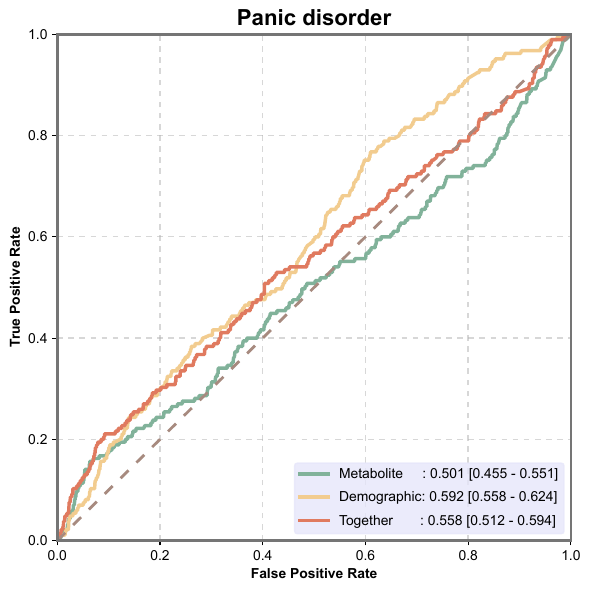 Panic disorder
True Positive Rate
1.0
0.8
0.6
0.4
0.2
0.0
Metabolite : 0.501 [0.455 - 0.551]
Demographic: 0.592 [0.558 - 0.624]
Together : 0.558 [0.512 - 0.594]
0.0 0.2 0.4 0.6 0.8 1.0
False Positive Rate